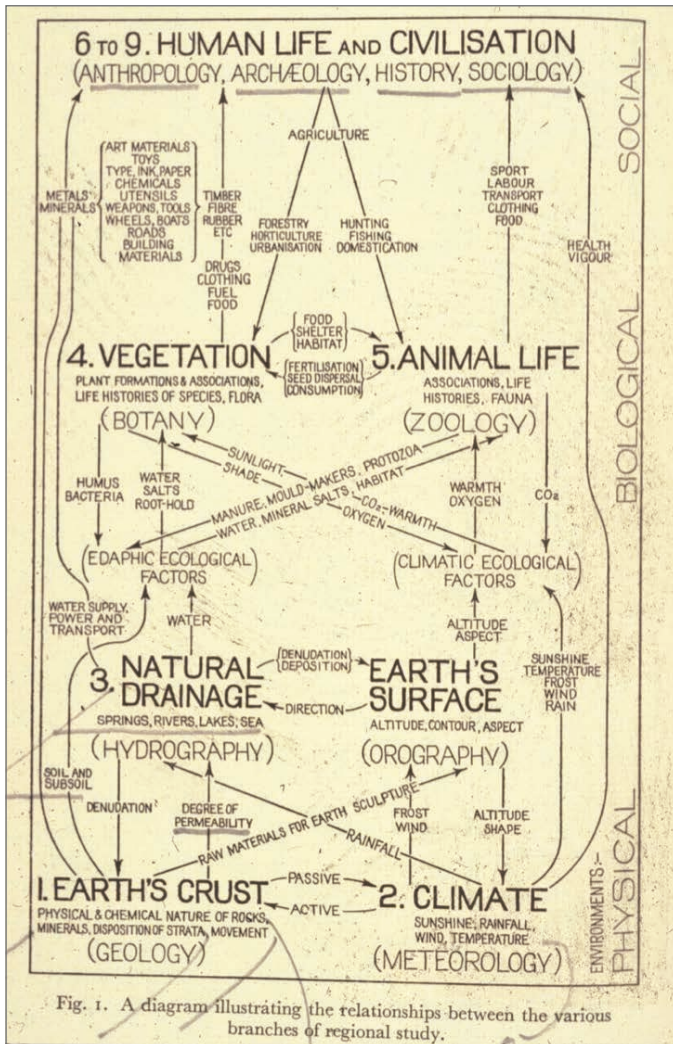 6 TO 9. HUMAN LIFE AND CIVILISATION
(ANTHROPOLOGY, ARCHÆOLOGY, HISTORY, SOCIOLOGY.)
SOCIAL
AGRICULTURE
METALS
MINERALS
ART MATERIALS
TOYS
TYPE, INK, PAPER
CHEMICALS
UTENSILS
WEAPONS, TOOLS
WHEELS, BOATS
ROADS
BUILDING
MATERIALS
TIMBER
FIBRE
RUBBER
ETC
DRUGS
CLOTHING
FUEL
FOOD
FORESTRY
HORTICULTURE
URBANISATION
HUNTING
FISHING
DOMESTICATION
SPORT
LABOUR
TRANSPORT
CLOTHING
FOOD
HEALTH
VIGOUR
BIOLOGICAL
4. VEGETATION
PLANT FORMATIONS & ASSOCIATIONS,
LIFE HISTORIES OF SPECIES, FLORA
(BOTANY)
FOOD
SHELTER
HABITAT
FERTILISATION
SEED DISPERSAL
CONSUMPTION
5. ANIMAL LIFE
ASSOCIATIONS, LIFE
HISTORIES, FAUNA
(ZOOLOGY)
HUMUS
BACTERIA
WATER
SALTS
ROOT-HOLD
SUNLIGHT, CO₂-WARMTH
SHADE OXYGEN
MANURE, MOULD-MAKERS, PROTOZOA
WATER, MINERAL SALTS, HABITAT
WARMTH
OXYGEN
CO₂
(EDAPHIC ECOLOGICAL
FACTORS)
(CLIMATIC ECOLOGICAL
FACTORS)
WATER SUPPLY,
POWER AND
TRANSPORT
WATER
ALTITUDE
ASPECT
SUNSHINE
TEMPERATURE
FROST
WIND
RAIN
3. NATURAL
DRAINAGE
SPRINGS, RIVERS, LAKES, SEA
(HYDROGRAPHY)
DENUDATION
DEPOSITION
DIRECTION
EARTH'S
SURFACE
ALTITUDE, CONTOUR, ASPECT
(OROGRAPHY)
SOIL AND
SUBSOIL
DENUDATION
DEGREE OF
PERMEABILITY
RAW MATERIALS FOR EARTH SCULPTURE
RAINFALL
FROST
WIND
ALTITUDE
SHAPE
1. EARTH'S CRUST
PHYSICAL & CHEMICAL NATURE OF ROCKS,
MINERALS, DISPOSITION OF STRATA, MOVEMENT
(GEOLOGY)
PASSIVE
ACTIVE
2. CLIMATE
SUNSHINE, RAINFALL,
WIND, TEMPERATURE
(METEOROLOGY)
ENVIRONMENTS:-
PHYSICAL
Fig. 1. A diagram illustrating the relationships between the various
branches of regional study.